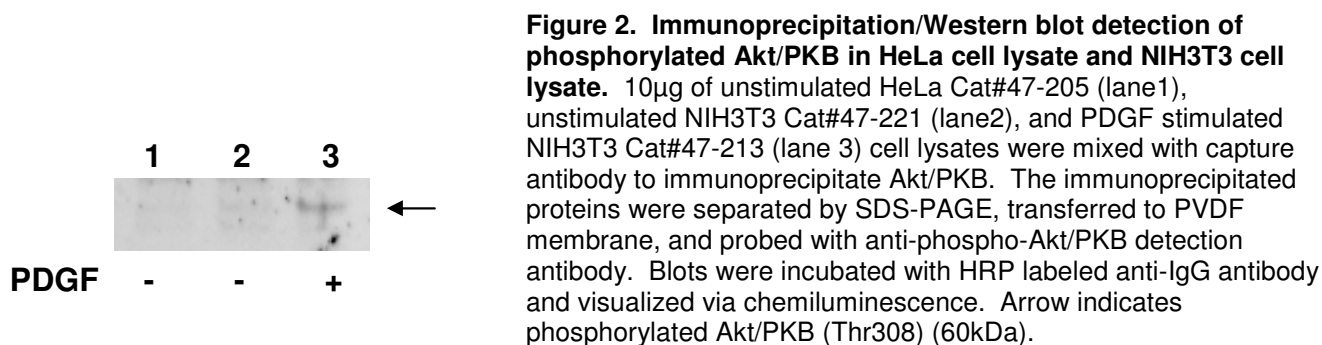 1 2 3
PDGF - - +
Figure 2. Immunoprecipitation/Western blot detection of
phosphorylated Akt/PKB in HeLa cell lysate and NIH3T3 cell
lysate. 10µg of unstimulated HeLa Cat#47-205 (lane1),
unstimulated NIH3T3 Cat#47-221 (lane2), and PDGF stimulated
NIH3T3 Cat#47-213 (lane 3) cell lysates were mixed with capture
antibody to immunoprecipitate Akt/PKB. The immunoprecipitated
proteins were separated by SDS-PAGE, transferred to PVDF
membrane, and probed with anti-phospho-Akt/PKB detection
antibody. Blots were incubated with HRP labeled anti-IgG antibody
and visualized via chemiluminescence. Arrow indicates
phosphorylated Akt/PKB (Thr308) (60kDa).